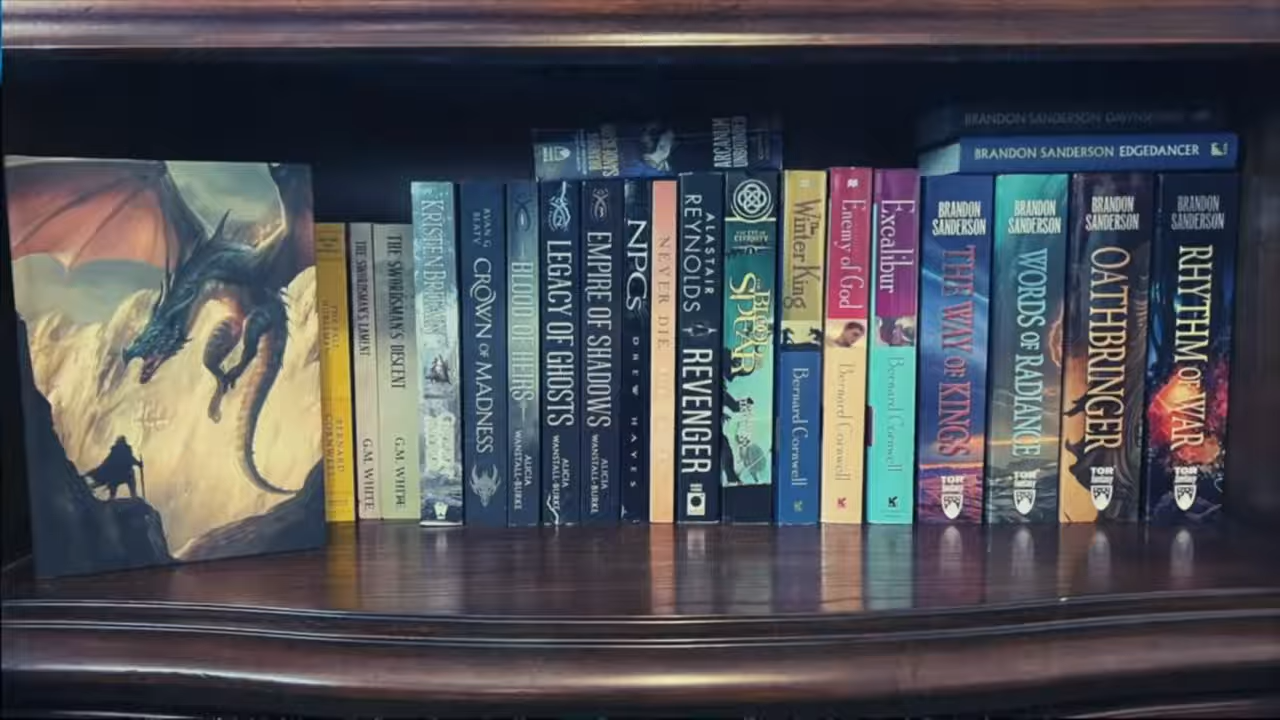 BERNARD CORNWELL
THE SWORDSMAN'S LAMENT
G.M. WHITE
THE SWORDSMAN'S DESCENT
G.M. WHITE
KRISTEN
RYAN G. BEATY
CROWN OF MADNESS
BLOOD OF HEIRS
ALICIA WANSTALL-BURKE
LEGACY OF GHOSTS
ALICIA WANSTALL-BURKE
EMPIRE OF SHADOWS
ALICIA WANSTALL-BURKE
NPCS
DREW HAYES
NEVER DIE
ALASTAIR REYNOLDS
REVENGER
ARCANUM
UNBOUNDED
THE EYE OF ETERNITY
THE BLOOD SPEAR
The Winter King
Bernard Cornwell
Enemy of God
Bernard Cornwell
Excalibur
Bernard Cornwell
BRANDON SANDERSON
BRANDON SANDERSON EDGEDANCER
BRANDON SANDERSON
THE WAY OF KINGS
TOR
BRANDON SANDERSON
WORDS OF RADIANCE
TOR
BRANDON SANDERSON
OATHBRINGER
TOR
BRANDON SANDERSON
RHYTHM OF WAR
TOR